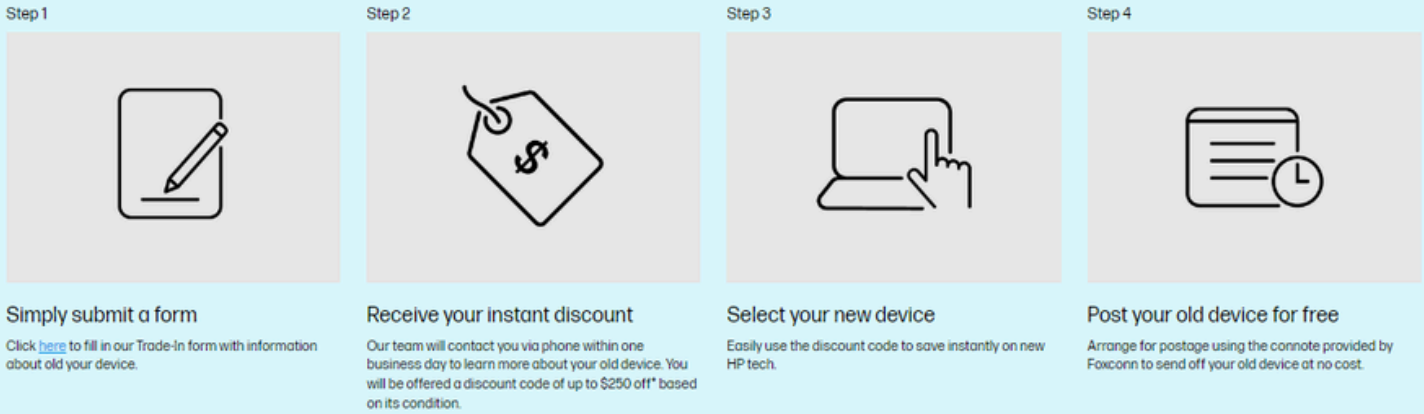 Step 1
Simply submit a form
Click here to fill in our Trade-In form with information
about old your device.
Step 2
$
Receive your instant discount
Our team will contact you via phone within one
business day to learn more about your old device. You
will be offered a discount code of up to $250 off* based
on its condition.
Step 3
Select your new device
Easily use the discount code to save instantly on new
HP tech.
Step 4
Post your old device for free
Arrange for postage using the connote provided by
Foxconn to send off your old device at no cost.